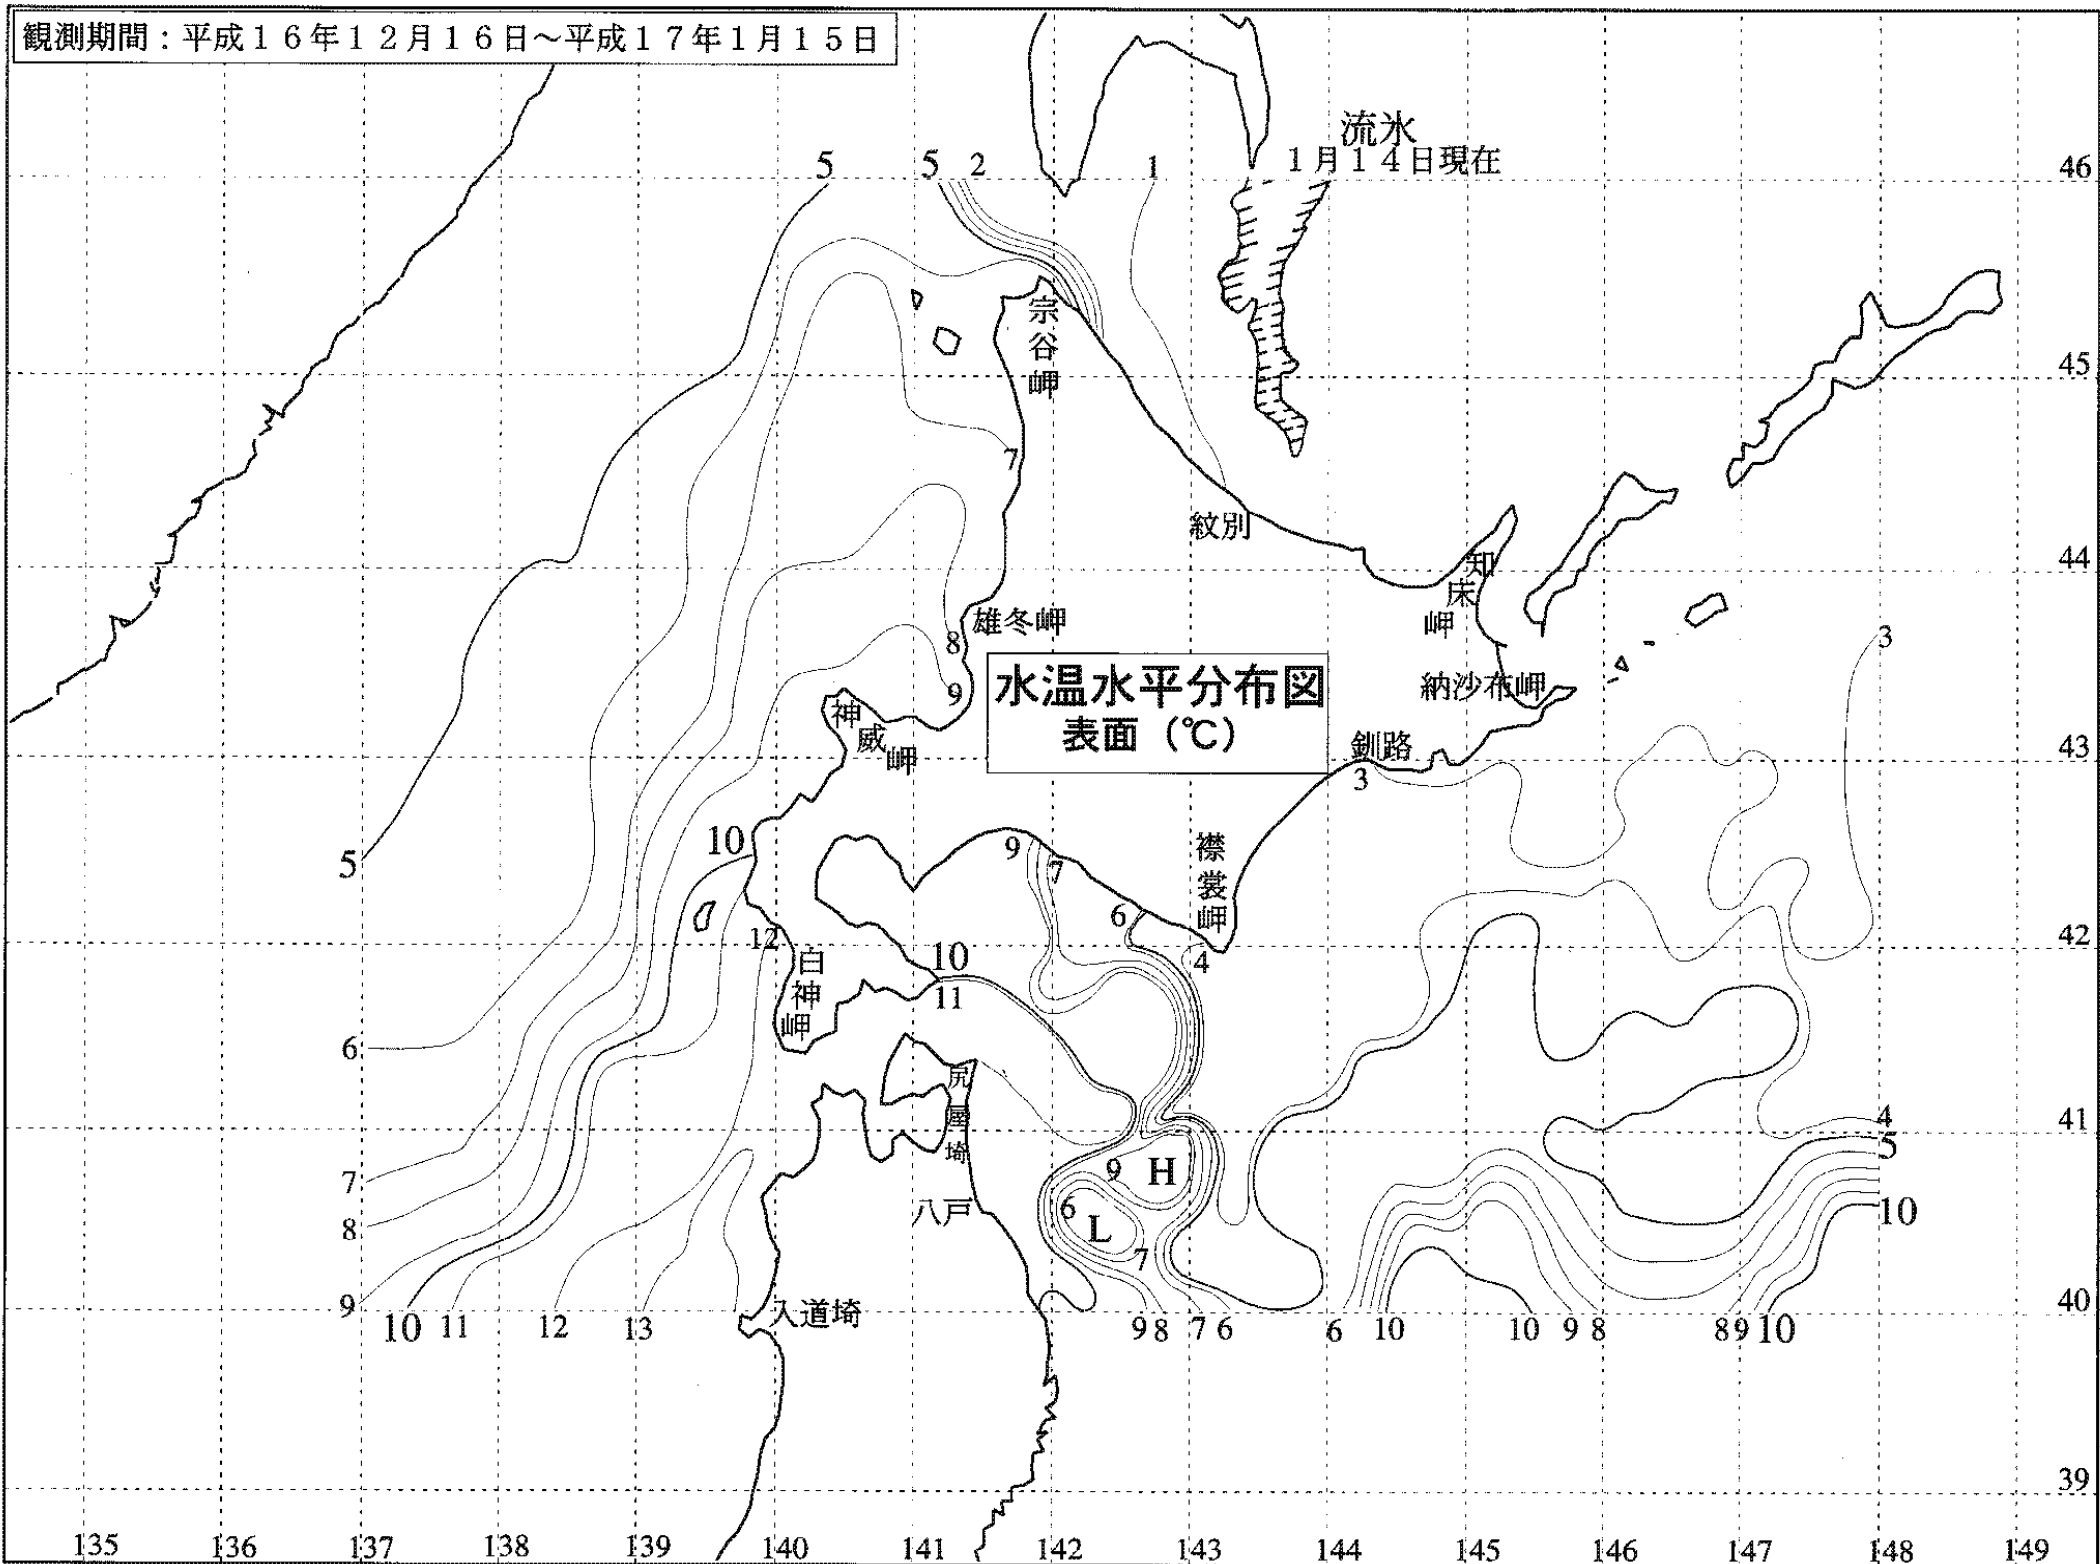 観測期間：平成１６年１２月１６日～平成１７年１月１５日
流氷
１月１４日現在
5 5 2 1
46
宗谷岬
45
7
紋別
44
知床岬
雄冬岬
8
3
9
水温水平分布図
表面（℃）
納沙布岬
神威岬
釧路
43
3
10
5
9
7
襟裳岬
6
12
42
白神岬
10
4
11
6
尻屋埼
41
4
5
7
9
H
6
八戸
10
8
L
7
9
入道埼
40
10 11 12 13
9 8 7 6 6 10 10 9 8 8 9 10
39
135 136 137 138 139 140 141 142 143 144 145 146 147 148 149